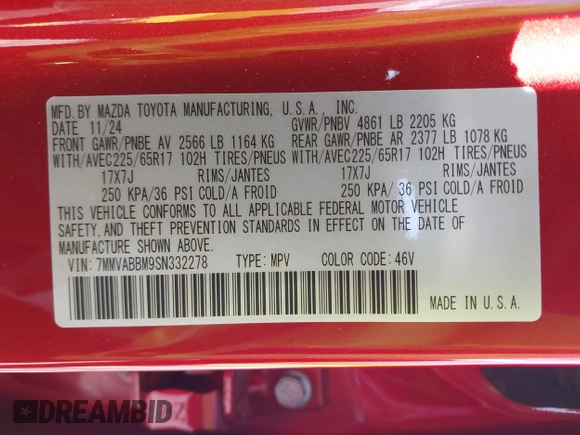 MFD.BY MAZDA TOYOTA MANUFACTURING, U.S.A., INC.
DATE 11/24 GVWR/PNBV 4861 LB 2205 KG
FRONT GAWR/PNBE AV 2566 LB 1164 KG REAR GAWR/PNBE AR 2377 LB 1078 KG
WITH/AVEC225/65R17 102H TIRES/PNEUS WITH/AVEC225/65R17 102H TIRES/PNEUS
17X7J RIMS/JANTES 17X7J RIMS/JANTES
250 KPA/36 PSI COLD/A FROID 250 KPA/ 36 PSI COLD/A FROID
THIS VEHICLE CONFORMS TO ALL APPLICABLE FEDERAL MOTOR VEHICLE
SAFETY,AND THEFT PREVENTION STANDARDS IN EFFECT ON THE DATE OF
MANUFACTURE SHOWN ABOVE.
VIN: 7MMVABBM9SN332278 TYPE: MPV COLOR CODE: 46V
MADE IN U.S.A.
DREAMBID